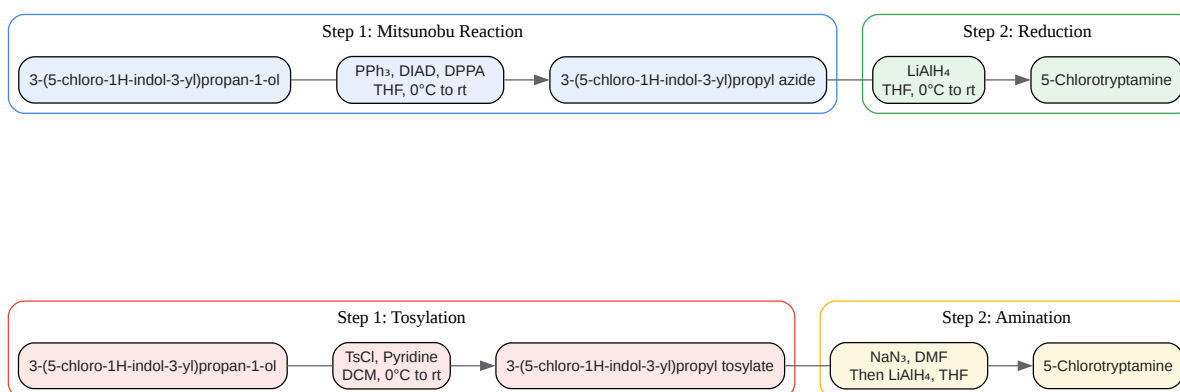 Step 1: Mitsunobu Reaction
Step 2: Reduction
3-(5-chloro-1H-indol-3-yl)propan-1-ol
PPh₃, DIAD, DPPA
THF, 0°C to rt
3-(5-chloro-1H-indol-3-yl)propyl azide
LiAlH₄
THF, 0°C to rt
5-Chlorotryptamine
Step 1: Tosylation
Step 2: Amination
3-(5-chloro-1H-indol-3-yl)propan-1-ol
TsCl, Pyridine
DCM, 0°C to rt
3-(5-chloro-1H-indol-3-yl)propyl tosylate
NaN₃, DMF
Then LiAlH₄, THF
5-Chlorotryptamine